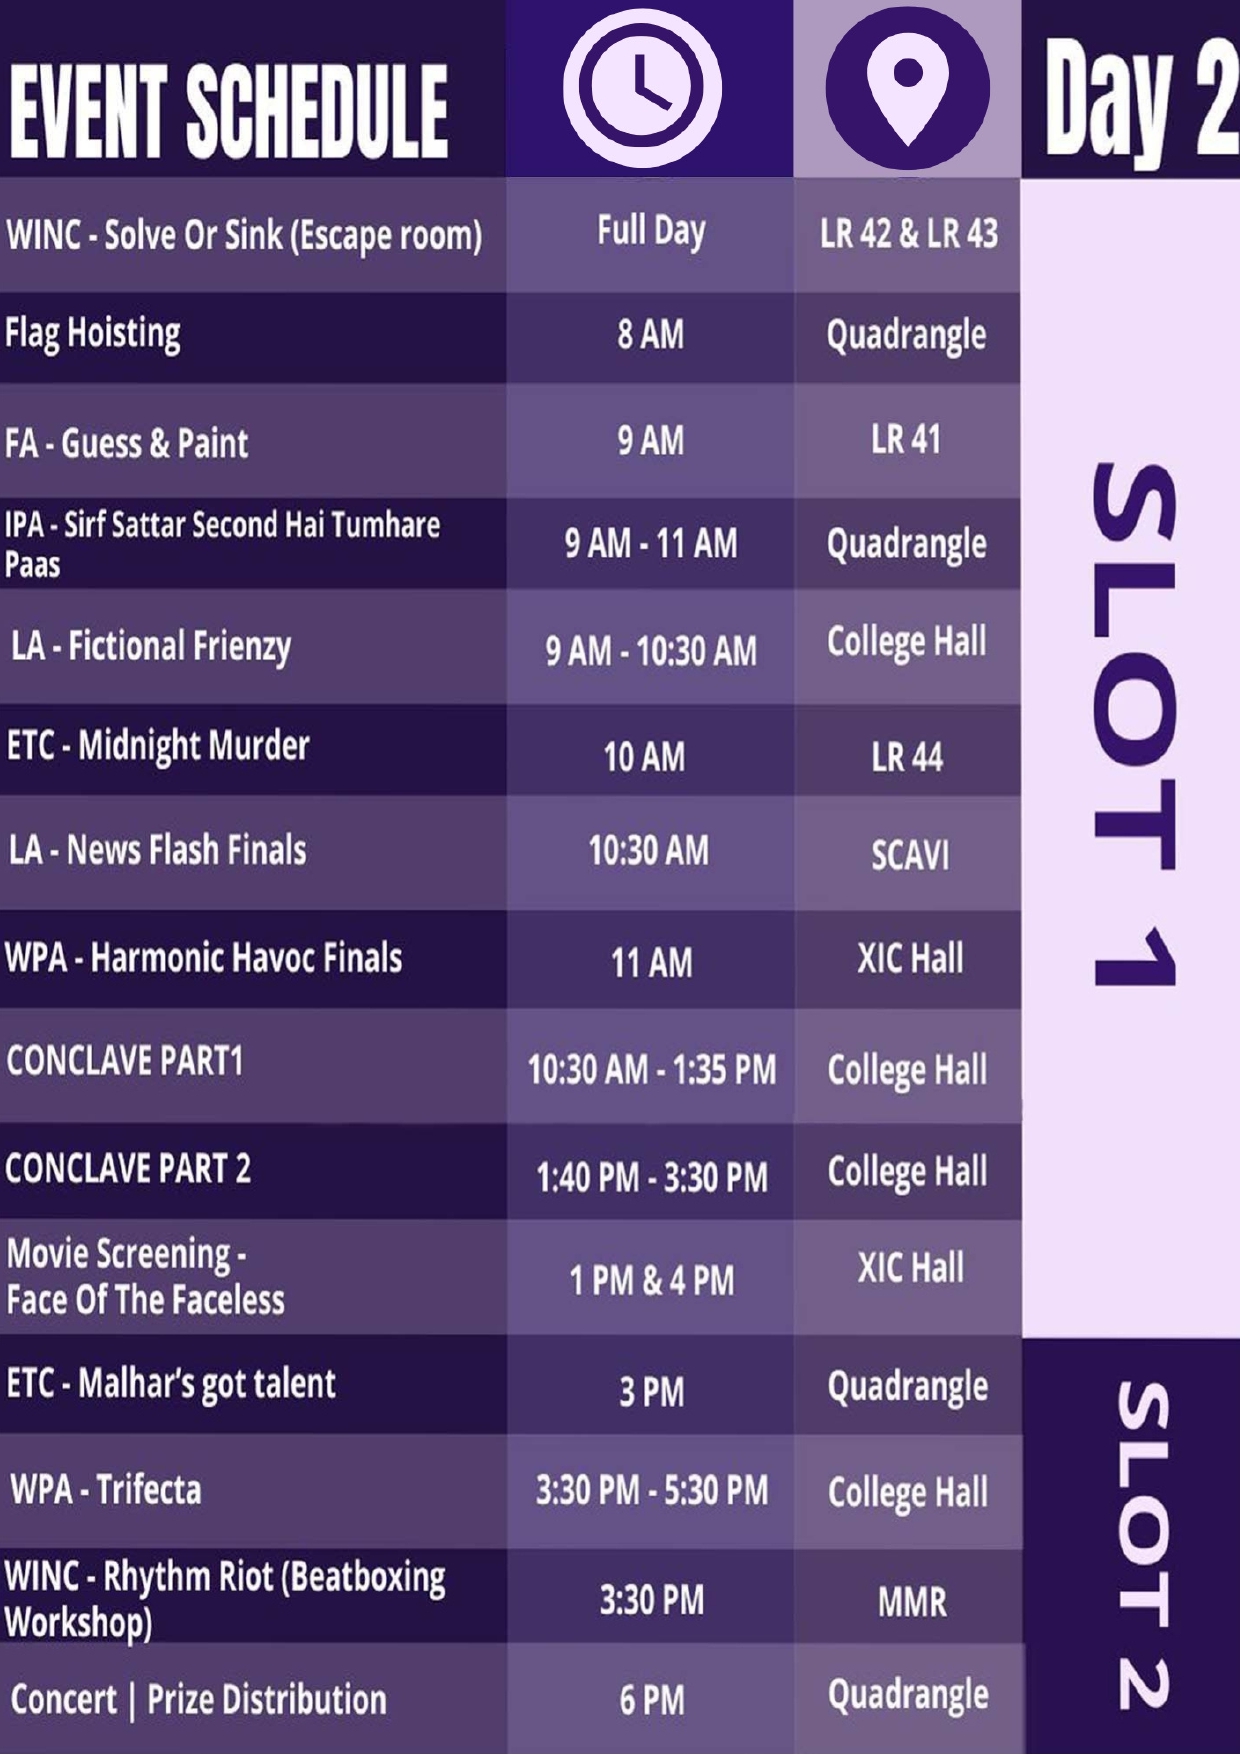 EVENT SCHEDULE
Day 2
WINC - Solve Or Sink (Escape room)
Full Day
LR 42 & LR 43
Flag Hoisting
8 AM
Quadrangle
FA - Guess & Paint
9 AM
LR 41
IPA - Sirf Sattar Second Hai Tumhare
Paas
9 AM - 11 AM
Quadrangle
LA - Fictional Frienzy
9 AM - 10:30 AM
College Hall
ETC - Midnight Murder
10 AM
LR 44
LA - News Flash Finals
10:30 AM
SCAVI
WPA - Harmonic Havoc Finals
11 AM
XIC Hall
CONCLAVE PART1
10:30 AM - 1:35 PM
College Hall
CONCLAVE PART 2
1:40 PM - 3:30 PM
College Hall
Movie Screening -
Face Of The Faceless
1 PM & 4 PM
XIC Hall
SLOT 1
ETC - Malhar’s got talent
3 PM
Quadrangle
WPA - Trifecta
3:30 PM - 5:30 PM
College Hall
WINC - Rhythm Riot (Beatboxing
Workshop)
3:30 PM
MMR
Concert | Prize Distribution
6 PM
Quadrangle
SLOT 2